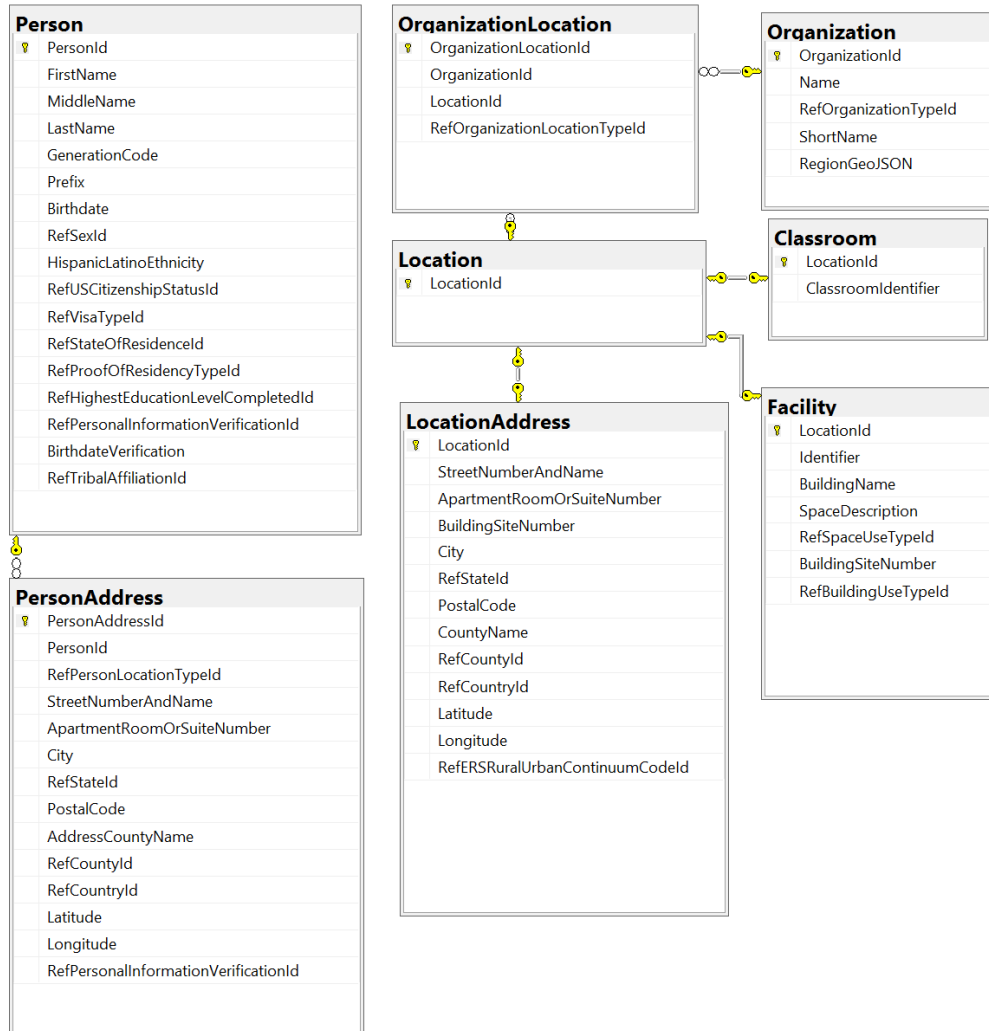 Person
PersonId
FirstName
MiddleName
LastName
GenerationCode
Prefix
Birthdate
RefSexId
HispanicLatinoEthnicity
RefUSCitizenshipStatusId
RefVisaTypeId
RefStateOfResidenceId
RefProofOfResidencyTypeId
RefHighestEducationLevelCompletedId
RefPersonalInformationVerificationId
BirthdateVerification
RefTribalAffiliationId
PersonAddress
PersonAddressId
PersonId
RefPersonLocationTypeId
StreetNumberAndName
ApartmentRoomOrSuiteNumber
City
RefStateId
PostalCode
AddressCountyName
RefCountyId
RefCountryId
Latitude
Longitude
RefPersonalInformationVerificationId
OrganizationLocation
OrganizationLocationId
OrganizationId
LocationId
RefOrganizationLocationTypeId
Location
LocationId
LocationAddress
LocationId
StreetNumberAndName
ApartmentRoomOrSuiteNumber
BuildingSiteNumber
City
RefStateId
PostalCode
CountyName
RefCountyId
RefCountryId
Latitude
Longitude
RefERSRuralUrbanContinuumCodeId
Organization
OrganizationId
Name
RefOrganizationTypeId
ShortName
RegionGeoJSON
Classroom
LocationId
ClassroomIdentifier
Facility
LocationId
Identifier
BuildingName
SpaceDescription
RefSpaceUseTypeId
BuildingSiteNumber
RefBuildingUseTypeId